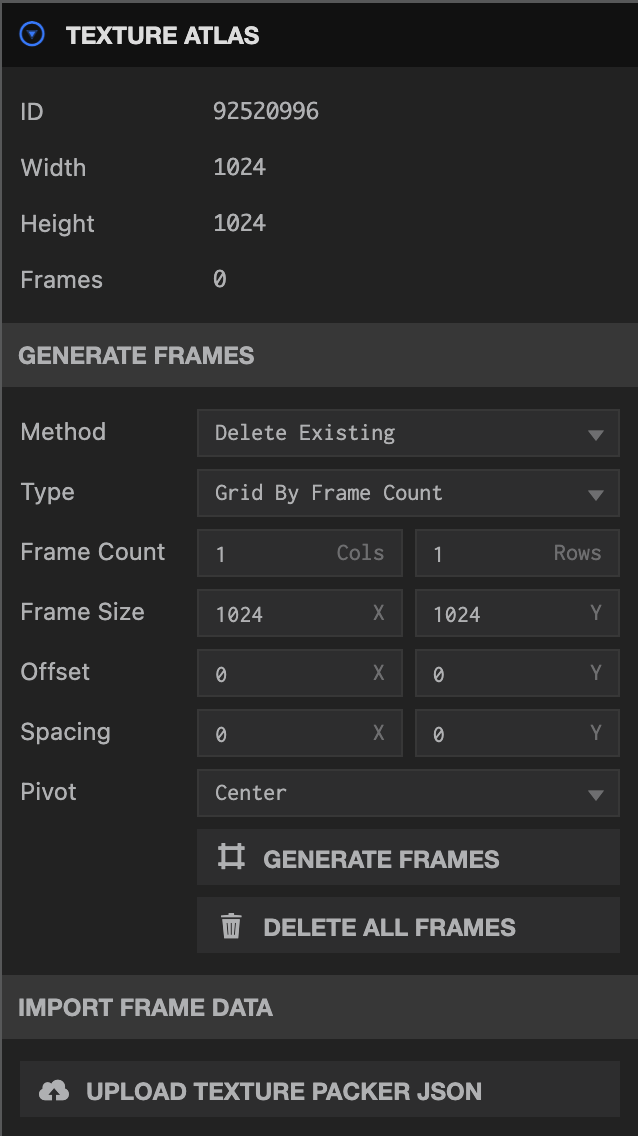 TEXTURE ATLAS
ID 92520996
Width 1024
Height 1024
Frames 0
GENERATE FRAMES
Method Delete Existing
Type Grid By Frame Count
Frame Count 1 Cols 1 Rows
Frame Size 1024 X 1024 Y
Offset 0 X 0 Y
Spacing 0 X 0 Y
Pivot Center
GENERATE FRAMES
DELETE ALL FRAMES
IMPORT FRAME DATA
UPLOAD TEXTURE PACKER JSON